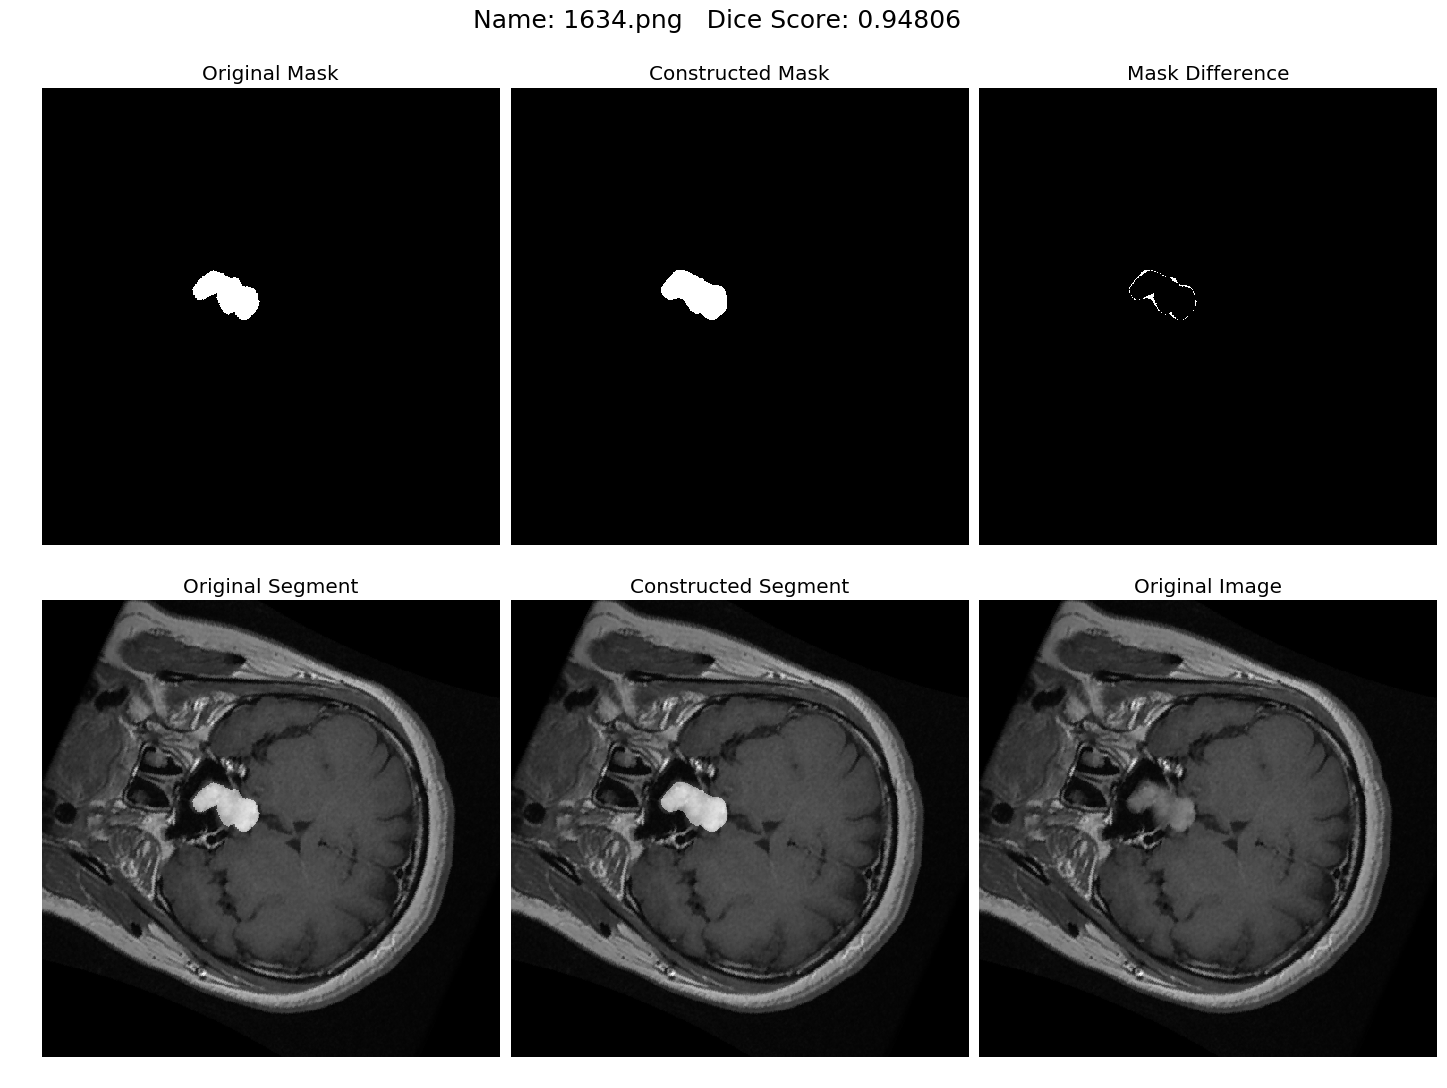 Name: 1634.png   Dice Score: 0.94806
Original Mask
Constructed Mask
Mask Difference
Original Segment
Constructed Segment
Original Image